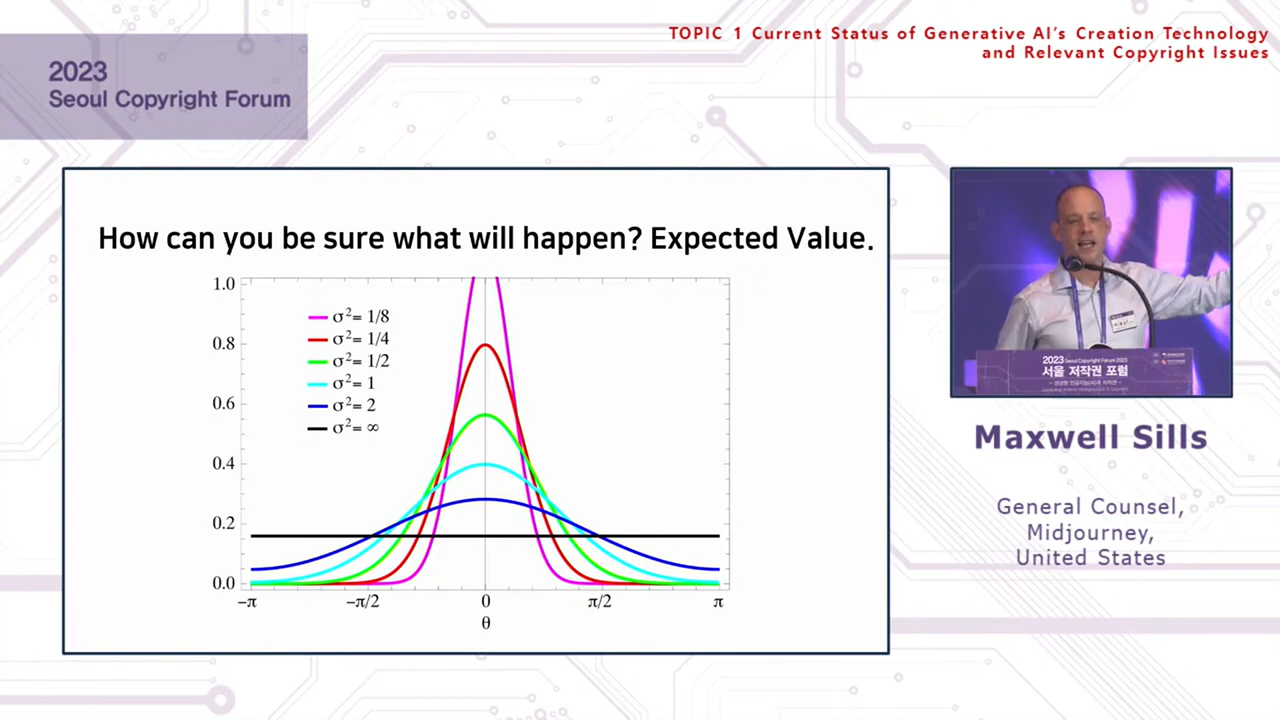 TOPIC 1 Current Status of Generative AI's Creation Technology
and Relevant Copyright Issues
2023
Seoul Copyright Forum
How can you be sure what will happen? Expected Value.
1.0
0.8
0.6
0.4
0.2
0.0
σ²= 1/8
σ²= 1/4
σ²= 1/2
σ²= 1
σ²= 2
σ²= ∞
−π
−π/2
0
π/2
π
θ
2023 Seoul Copyright Forum 2023
서울 저작권 포럼
Maxwell Sills
General Counsel,
Midjourney,
United States